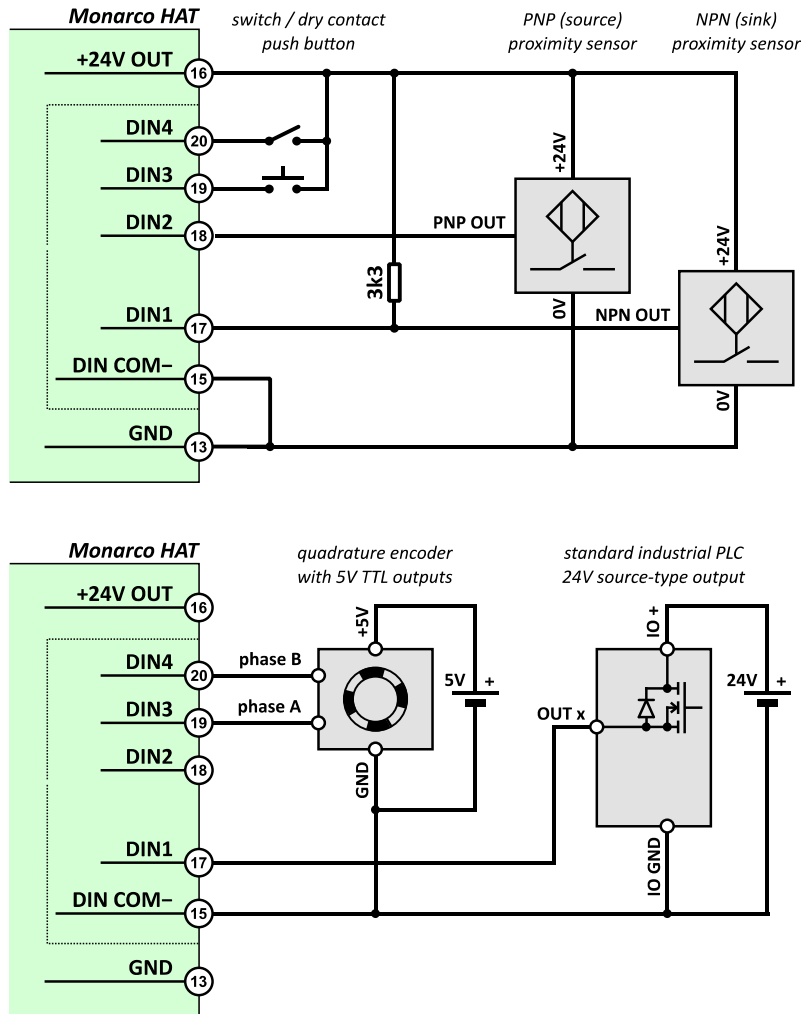 Monarco HAT
switch / dry contact
push button
PNP (source)
proximity sensor
NPN (sink)
proximity sensor
+24V OUT
16
DIN4
20
DIN3
19
DIN2
18
PNP OUT
+24V
0V
3k3
DIN1
17
NPN OUT
+24V
0V
DIN COM–
15
GND
13
Monarco HAT
quadrature encoder
with 5V TTL outputs
standard industrial PLC
24V source-type output
+24V OUT
16
+5V
IO +
DIN4
20
phase B
5V
+
24V
+
DIN3
19
phase A
OUT x
DIN2
18
GND
DIN1
17
IO GND
DIN COM–
15
GND
13